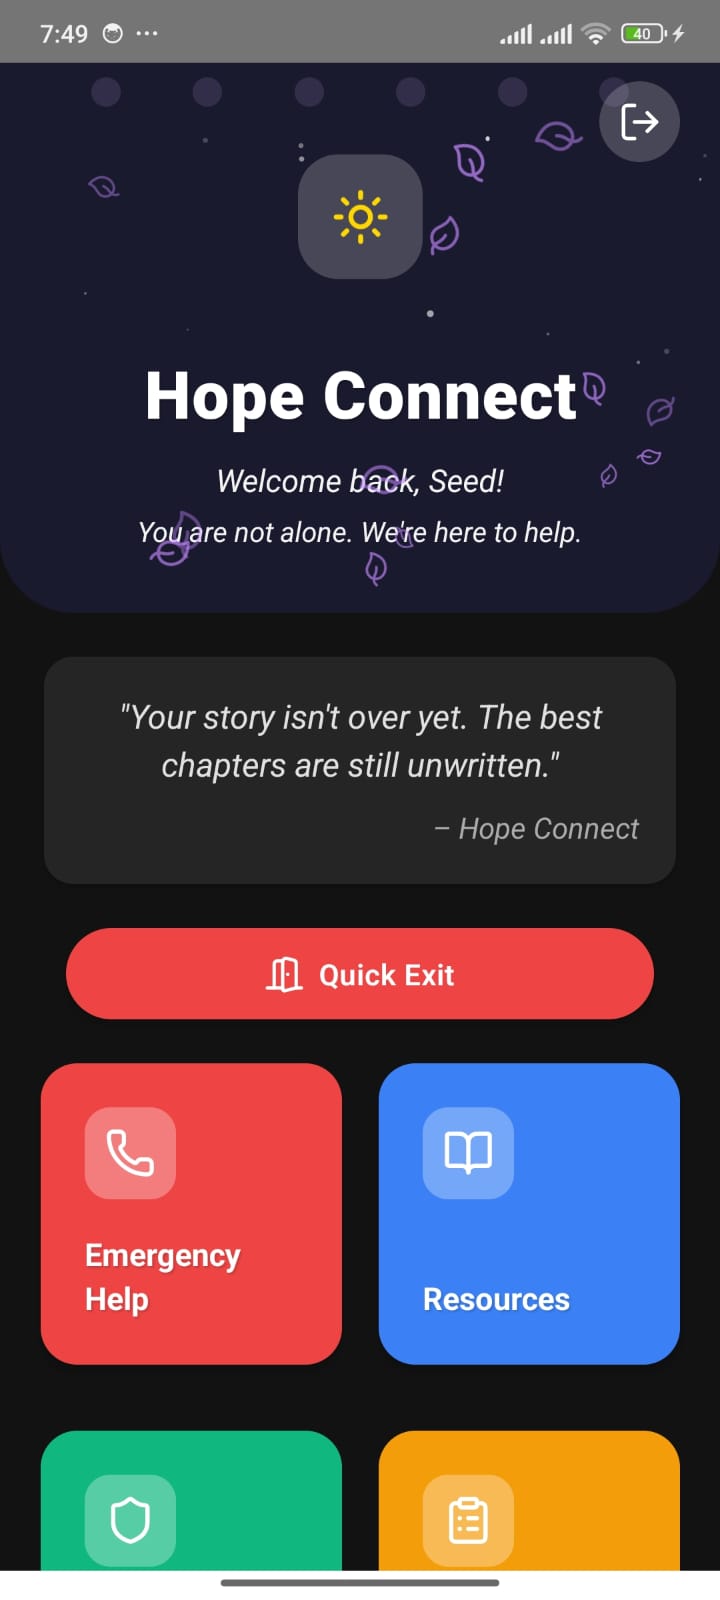 7:49
40
Hope Connect
Welcome back, Seed!
You are not alone. We're here to help.
"Your story isn't over yet. The best
chapters are still unwritten."
– Hope Connect
Quick Exit
Emergency
Help
Resources